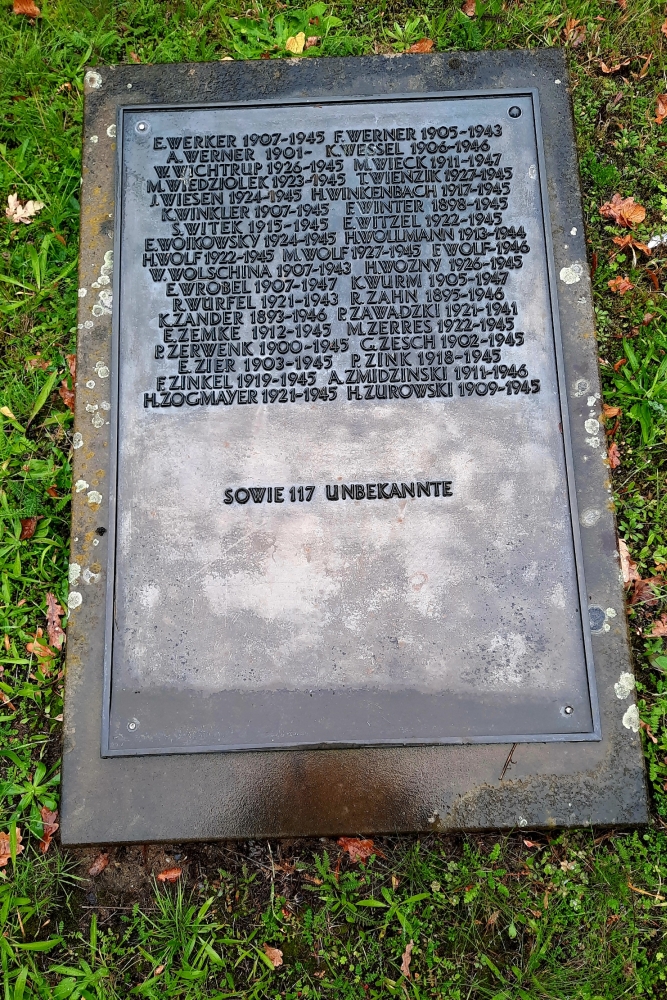 E.WERKER 1907-1945 F.WERNER 1905-1943
A.WERNER 1901- K.WESSEL 1906-1946
W.WICHTRUP 1926-1945 M.WIECK 1911-1947
M.WIEDZIOLEK 1923-1945 T.WIENZIK 1927-1945
J.WIESEN 1924-1945 H.WINKENBACH 1917-1945
K.WINKLER 1907-1945 E.WINTER 1898-1945
S.WITEK 1915-1945 E.WITZEL 1922-1945
E.WOIKOWSKY 1924-1945 H.WOLLMANN 1913-1944
H.WOLF 1922-1945 M.WOLF 1927-1945 E.WOLF -1946
W.WOLSCHINA 1907-1943 H.WOZNY 1926-1945
E.WROBEL 1907-1947 K.WURM 1905-1947
R.WÜRFEL 1921-1943 R.ZAHN 1895-1946
K.ZANDER 1893-1946 P.ZAWADZKI 1921-1941
E.ZEMKE 1912-1945 M.ZERRES 1922-1945
P.ZERWENK 1900-1945 G.ZESCH 1902-1945
E.ZIER 1903-1945 P.ZINK 1918-1945
F.ZINKEL 1919-1945 A.ZMIDZINSKI 1911-1946
H.ZOGMAYER 1921-1945 H.ZUROWSKI 1909-1945
SOWIE 117 UNBEKANNTE